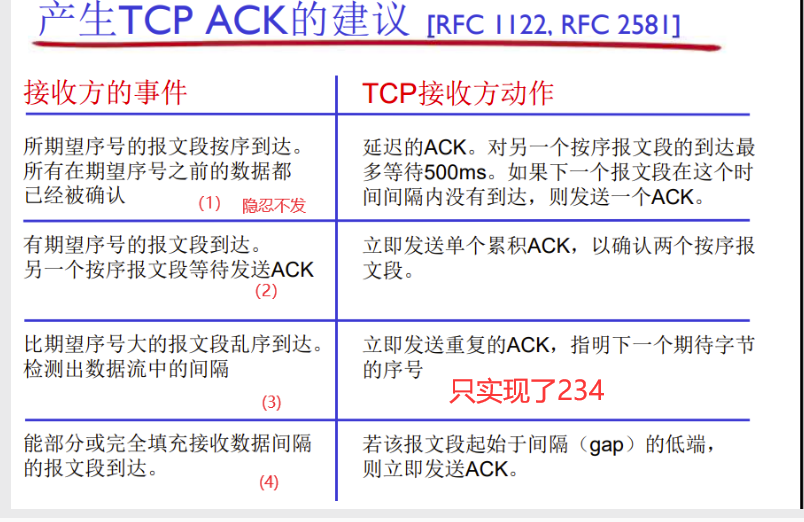 产生TCP ACK的建议 [RFC 1122, RFC 2581]
接收方的事件
TCP接收方动作
所期望序号的报文段按序到达。
所有在期望序号之前的数据都
已经被确认
(1) 隐忍不发
延迟的ACK。对另一个按序报文段的到达最
多等待500ms。如果下一个报文段在这个时
间间隔内没有到达，则发送一个ACK。
有期望序号的报文段到达。
另一个按序报文段等待发送ACK
(2)
立即发送单个累积ACK，以确认两个按序报
文段。
比期望序号大的报文段乱序到达。
检测出数据流中的间隔
(3)
立即发送重复的ACK，指明下一个期待字节
的序号
只实现了234
能部分或完全填充接收数据间隔
的报文段到达。
(4)
若该报文段起始于间隔（gap）的低端，
则立即发送ACK。